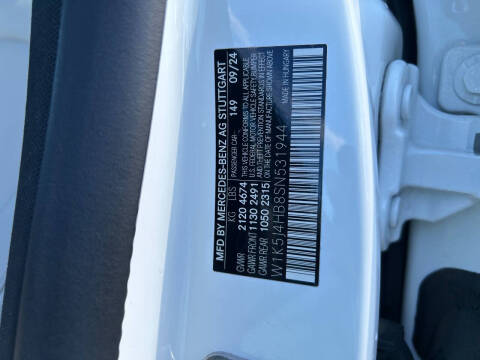 MFD BY MERCEDES-BENZ AG STUTTGART
PASSENGER CAR 149 09/24
KG LBS
GVWR 2120 4674
GAWR FRONT 1130 2491
GAWR REAR 1050 2315
THIS VEHICLE CONFORMS TO ALL APPLICABLE
U.S. FEDERAL MOTOR VEHICLE SAFETY, BUMPER
AND THEFT PREVENTION STANDARDS IN EFFECT
ON THE DATE OF MANUFACTURE SHOWN ABOVE.
MADE IN HUNGARY
W1K5J4HB8SN531944